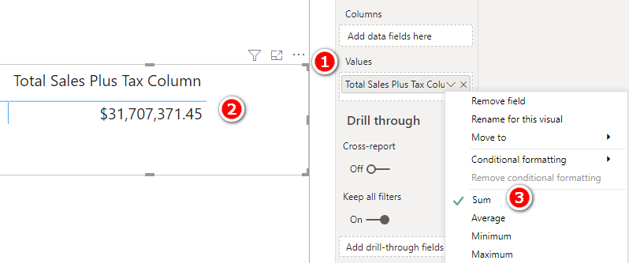 Columns
Add data fields here
Values
1
Total Sales Plus Tax Colu
Total Sales Plus Tax Column
$31,707,371.45
2
Drill through
Cross-report
Off
Keep all filters
On
Add drill-through fields
Remove field
Rename for this visual
Move to
Conditional formatting
Remove conditional formatting
Sum
3
Average
Minimum
Maximum